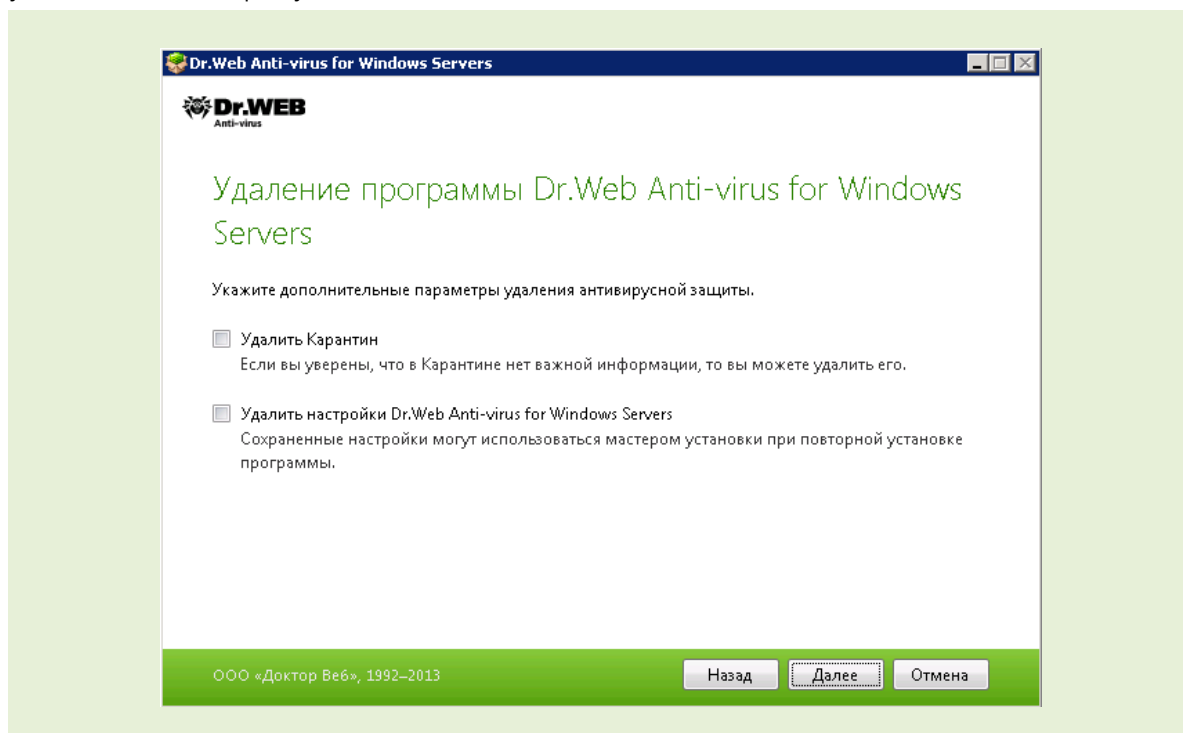 Dr.Web Anti-virus for Windows Servers
Dr.WEB
Anti-virus
Удаление программы Dr.Web Anti-virus for Windows
Servers
Укажите дополнительные параметры удаления антивирусной защиты.
Удалить Карантин
Если вы уверены, что в Карантине нет важной информации, то вы можете удалить его.
Удалить настройки Dr.Web Anti-virus for Windows Servers
Сохраненные настройки могут использоваться мастером установки при повторной установке
программы.
ООО «Доктор Веб», 1992–2013
Назад Далее Отмена